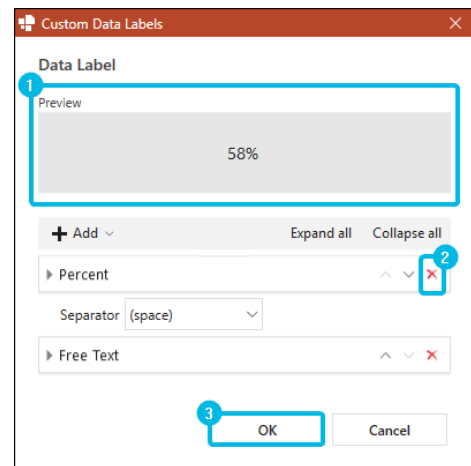 Custom Data Labels
Data Label
1
Preview
58%
Add Expand all Collapse all
2
Percent
Separator (space)
Free Text
3
OK Cancel